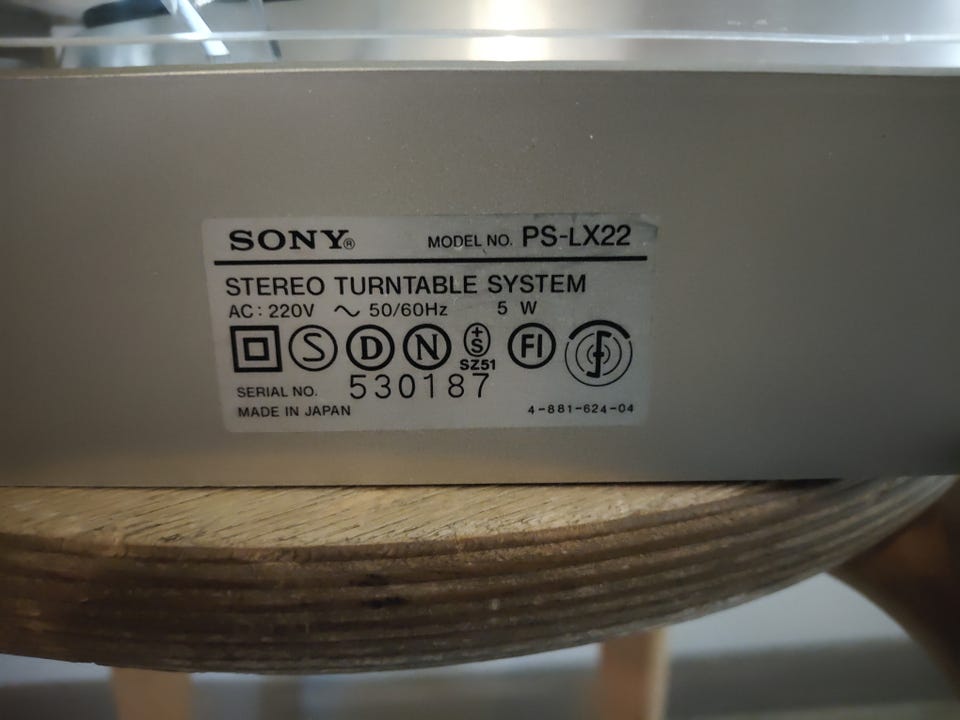 SONY® MODEL NO. PS-LX22
STEREO TURNTABLE SYSTEM
AC: 220V ～ 50/60Hz 5 W
S D N +S FI
SZ51
SERIAL NO. 530187
MADE IN JAPAN 4-881-624-04